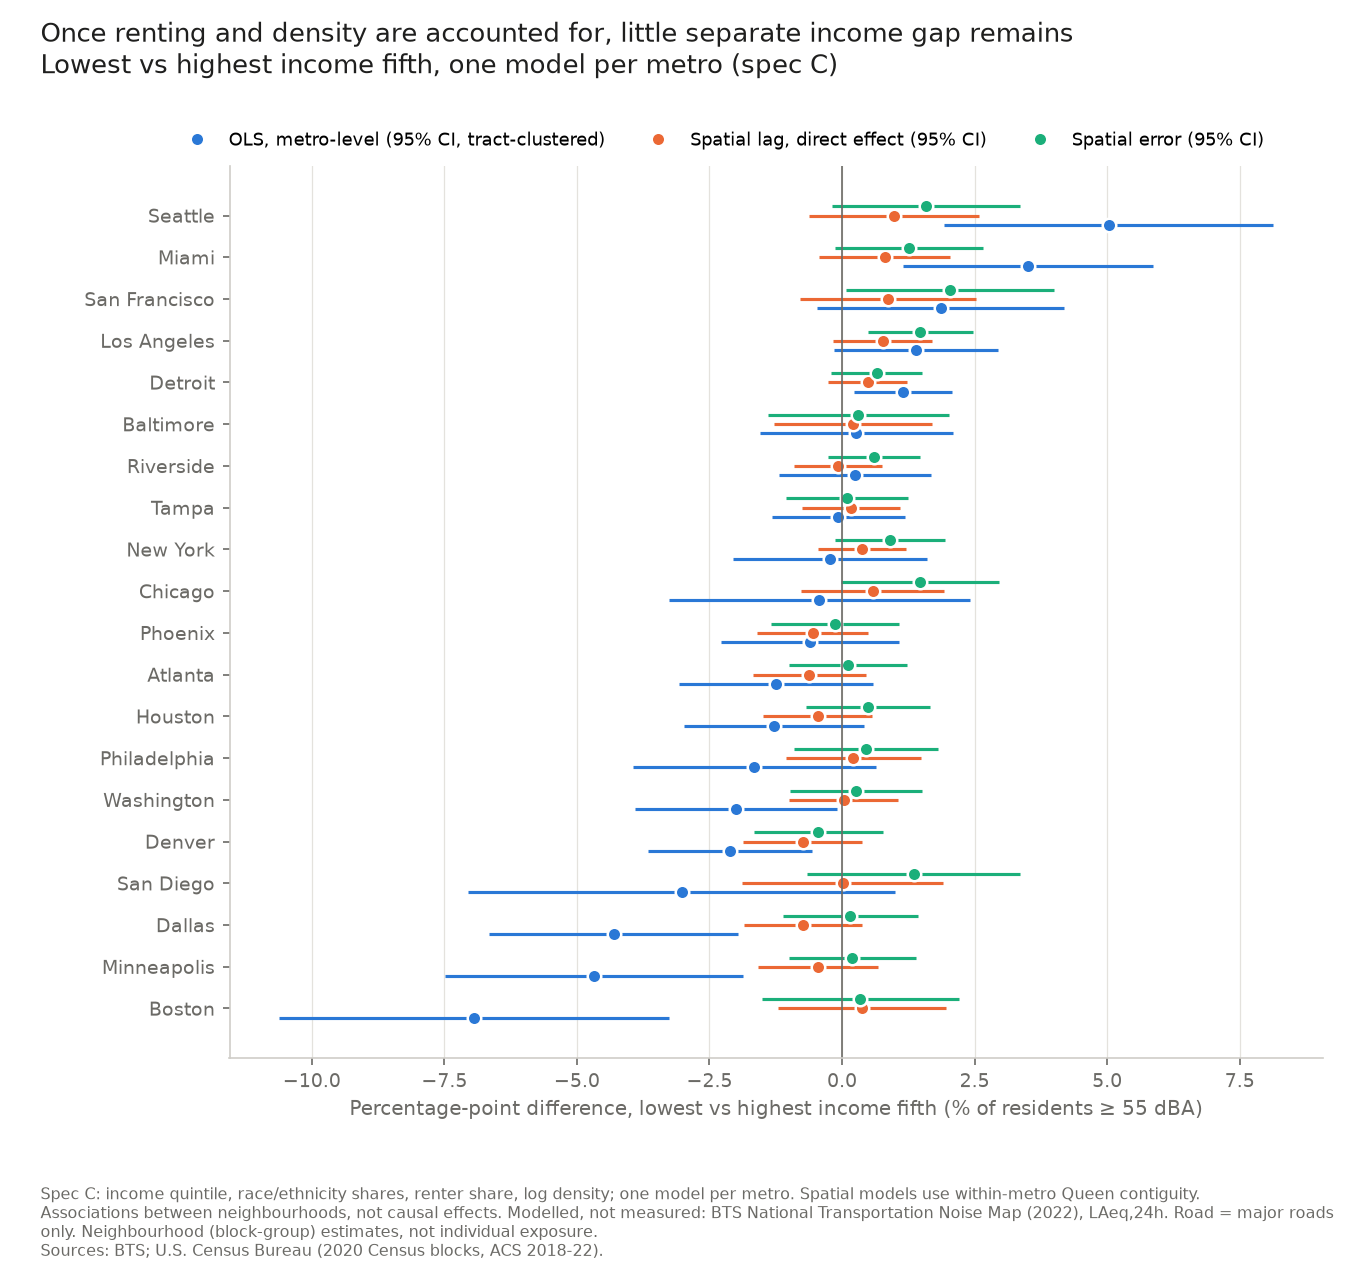 Once renting and density are accounted for, little separate income gap remains
Lowest vs highest income fifth, one model per metro (spec C)
OLS, metro-level (95% CI, tract-clustered)
Spatial lag, direct effect (95% CI)
Spatial error (95% CI)
Seattle
Miami
San Francisco
Los Angeles
Detroit
Baltimore
Riverside
Tampa
New York
Chicago
Phoenix
Atlanta
Houston
Philadelphia
Washington
Denver
San Diego
Dallas
Minneapolis
Boston
−10.0
−7.5
−5.0
−2.5
0.0
2.5
5.0
7.5
Percentage-point difference, lowest vs highest income fifth (% of residents ≥ 55 dBA)
Spec C: income quintile, race/ethnicity shares, renter share, log density; one model per metro. Spatial models use within-metro Queen contiguity.
Associations between neighbourhoods, not causal effects. Modelled, not measured: BTS National Transportation Noise Map (2022), LAeq,24h. Road = major roads
only. Neighbourhood (block-group) estimates, not individual exposure.
Sources: BTS; U.S. Census Bureau (2020 Census blocks, ACS 2018-22).